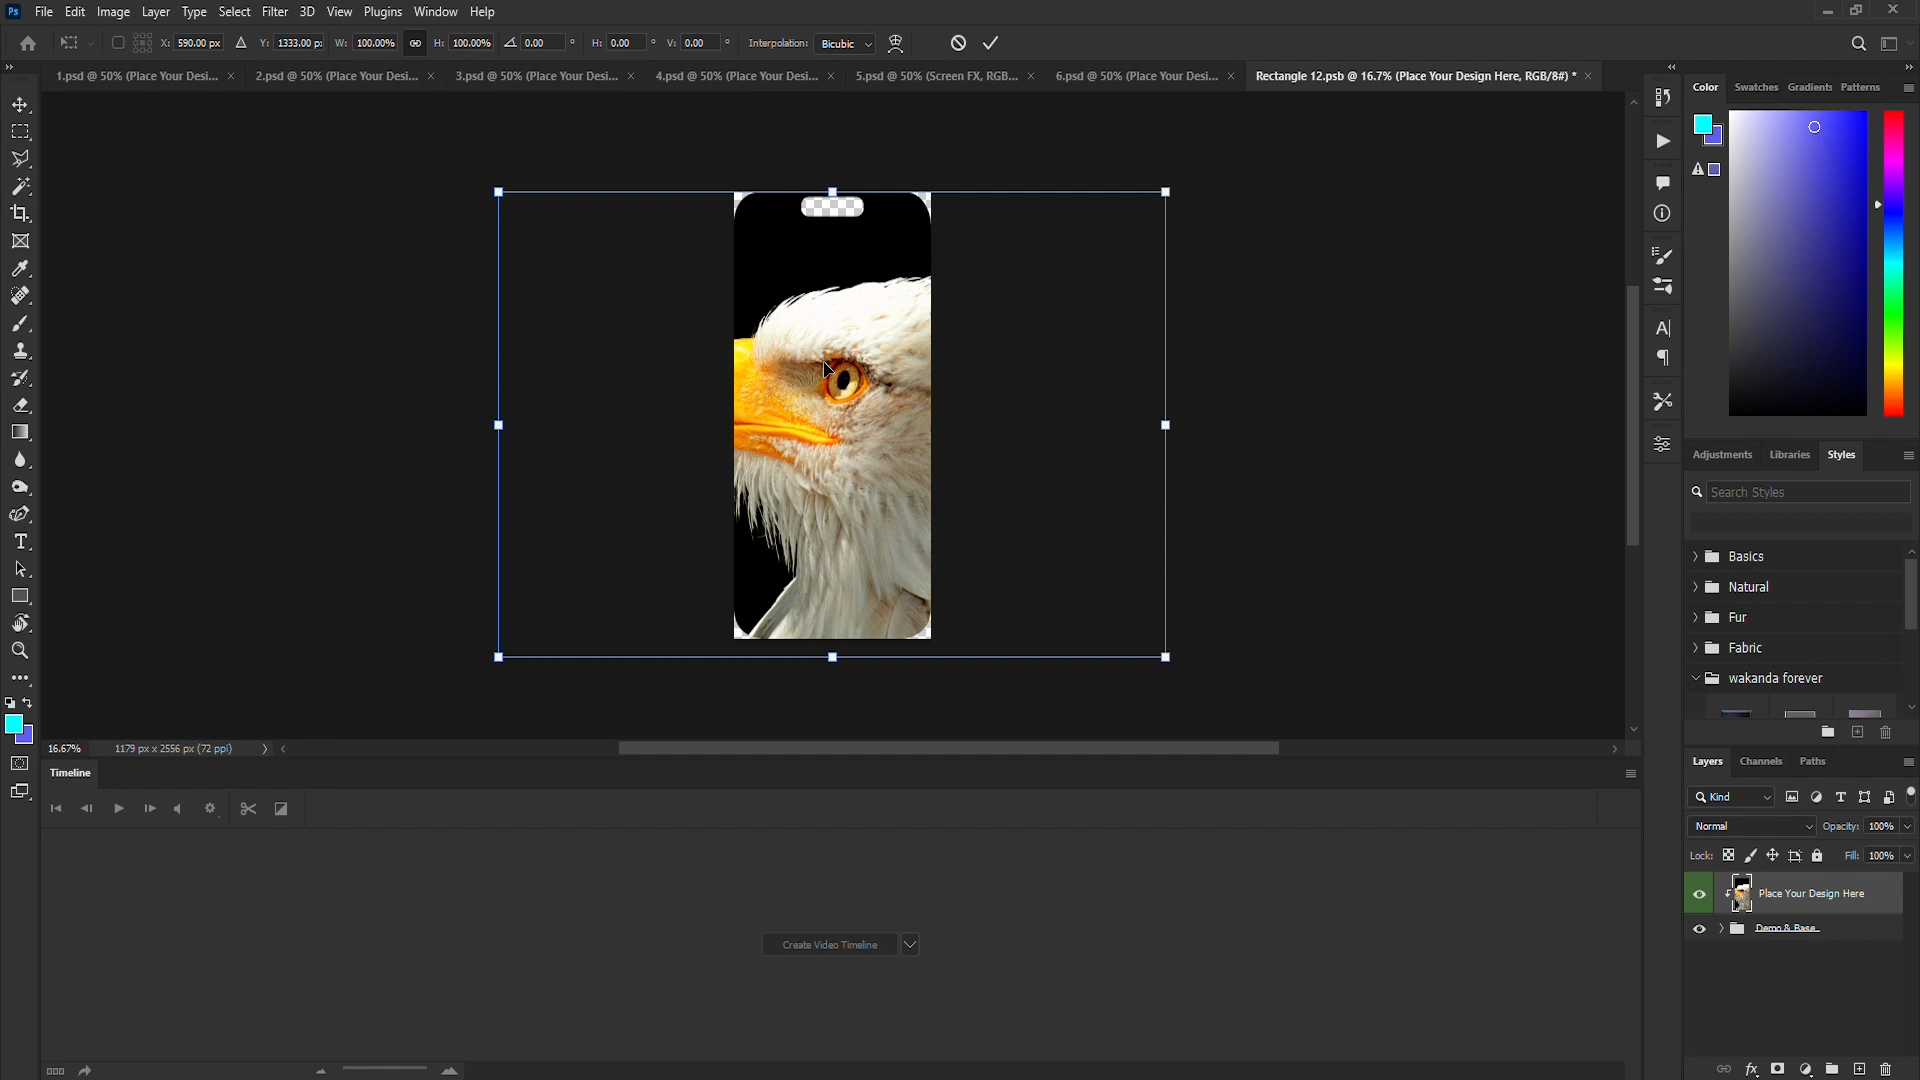 Ps File Edit Image Layer Type Select Filter 3D View Plugins Window Help
X: 590.00 px Y: 1333.00 p: W: 100.00% H: 100.00% 0.00 ° H: 0.00 ° V: 0.00 ° Interpolation: Bicubic
1.psd @ 50% (Place Your Desi... × 2.psd @ 50% (Place Your Desi... × 3.psd @ 50% (Place Your Desi... × 4.psd @ 50% (Place Your Desi... × 5.psd @ 50% (Screen FX, RGB... × 6.psd @ 50% (Place Your Desi... × Rectangle 12.psb @ 16.7% (Place Your Design Here, RGB/8#) * ×
Color Swatches Gradients Patterns
Adjustments Libraries Styles
Search Styles
Basics
Natural
Fur
Fabric
wakanda forever
16.67% 1179 px x 2556 px (72 ppi)
Timeline
Create Video Timeline
Layers Channels Paths
Kind
Normal Opacity: 100%
Lock: Fill: 100%
Place Your Design Here
Demo & Base